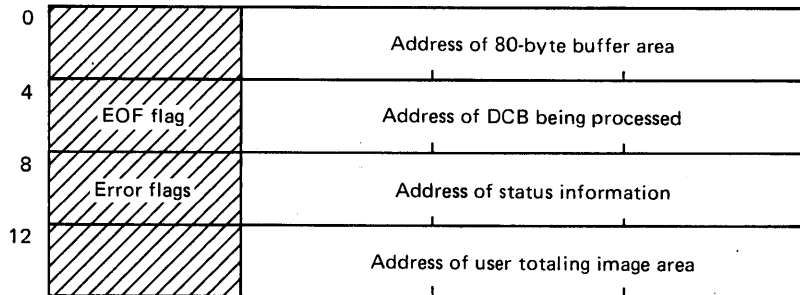 0
Address of 80-byte buffer area
4
EOF flag Address of DCB being processed
8
Error flags Address of status information
12
Address of user totaling image area